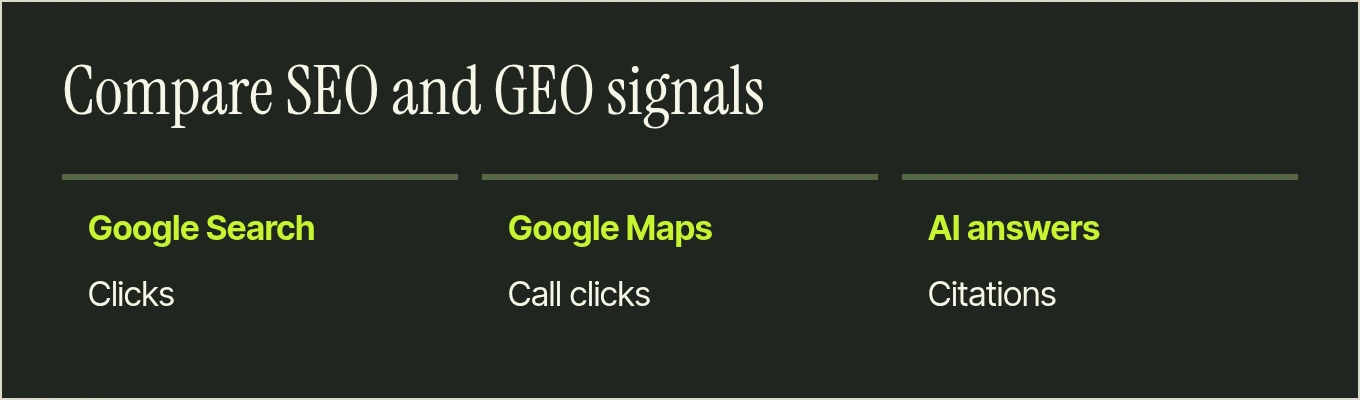 Compare SEO and GEO signals
Google Search
Clicks
Google Maps
Call clicks
AI answers
Citations